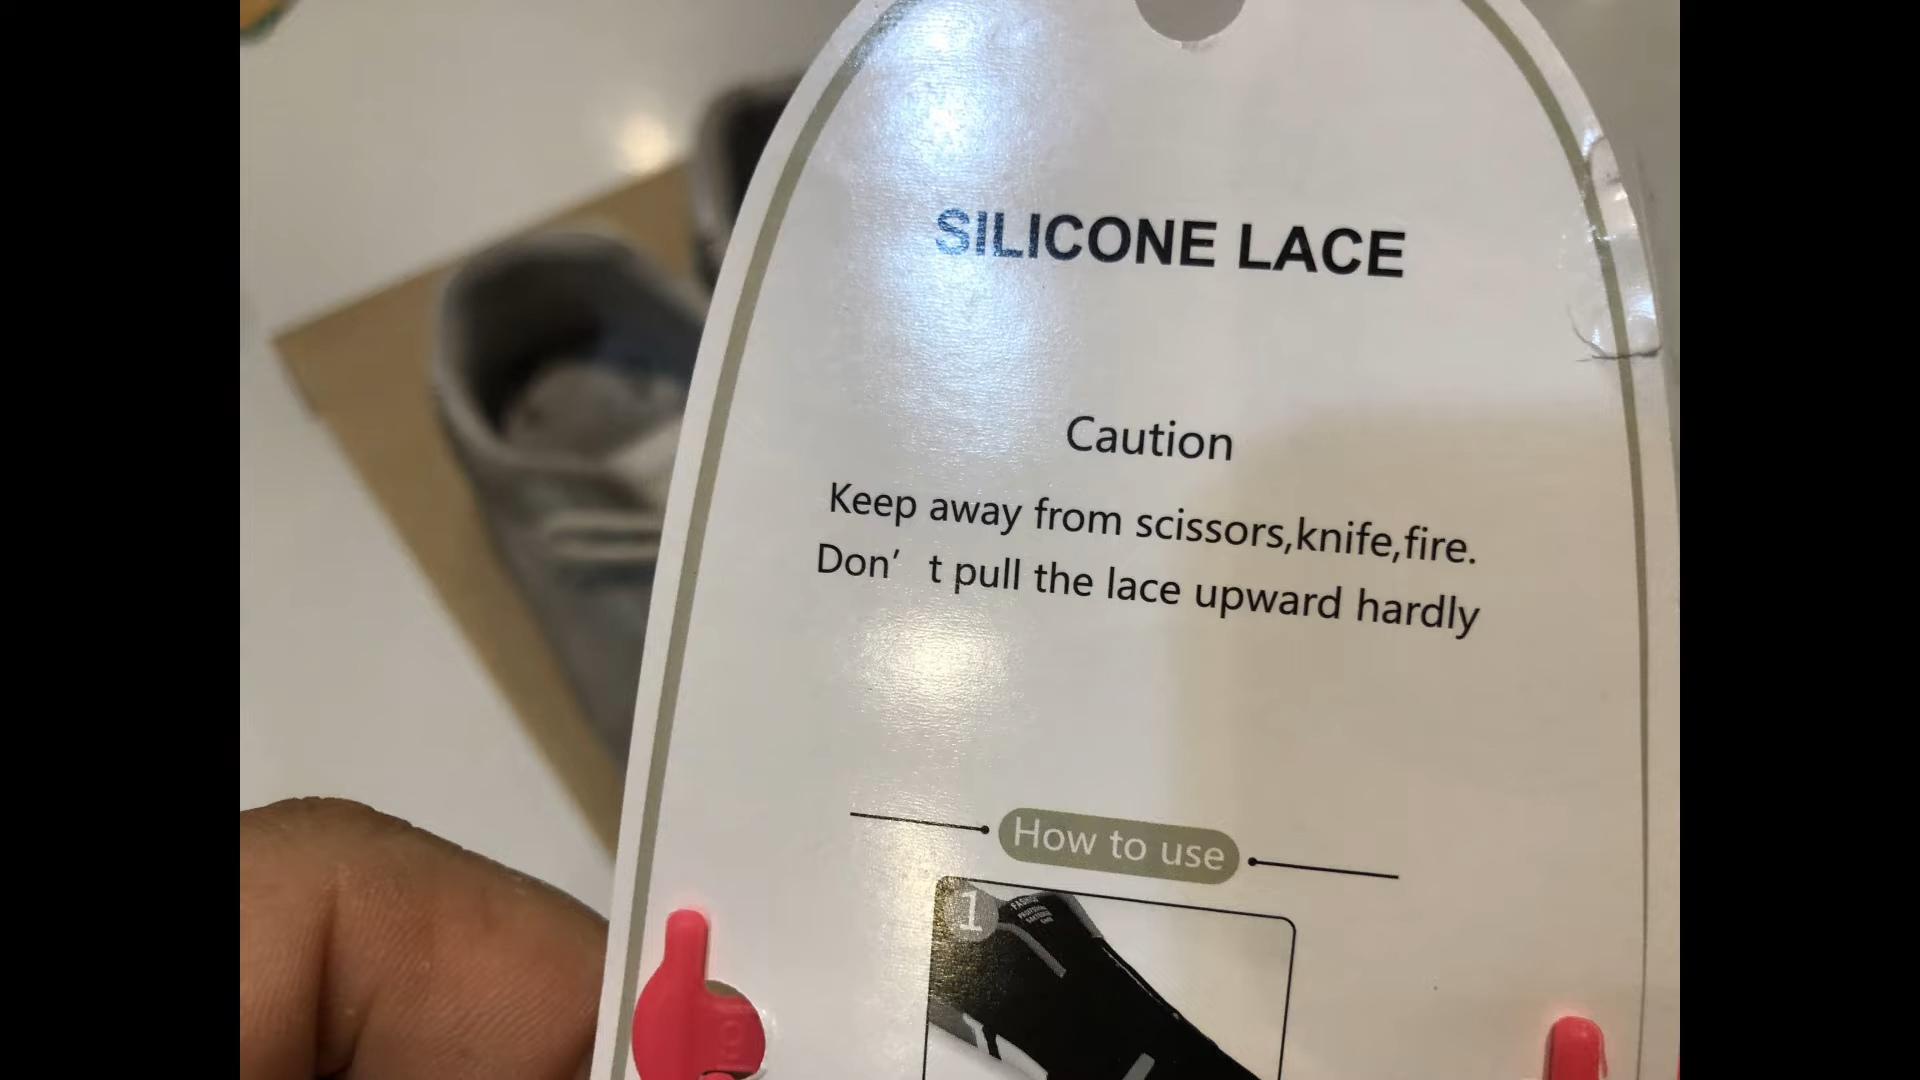 SILICONE LACE
Caution
Keep away from scissors,knife,fire.
Don’ t pull the lace upward hardly
How to use
1